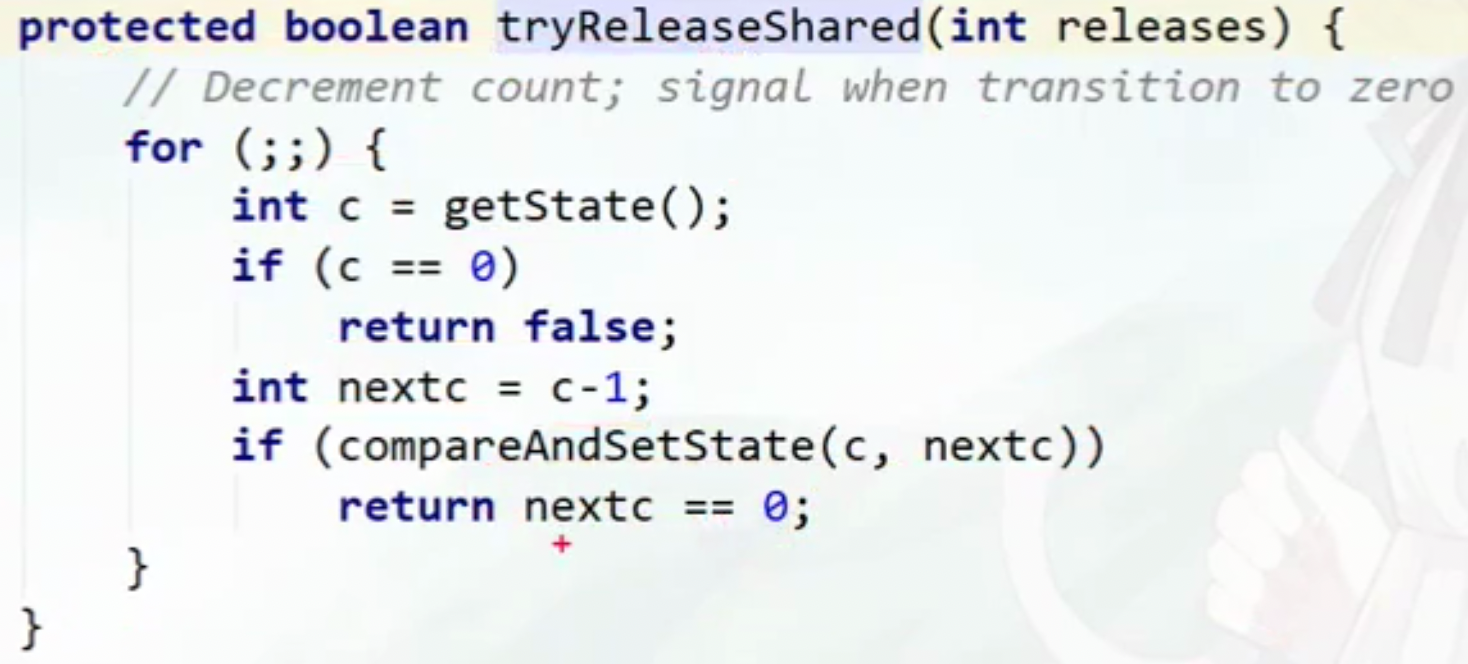 protected boolean tryReleaseShared(int releases) {
    // Decrement count; signal when transition to zero
    for (;;) {
        int c = getState();
        if (c == 0)
            return false;
        int nextc = c-1;
        if (compareAndSetState(c, nextc))
            return nextc == 0;
    }
}